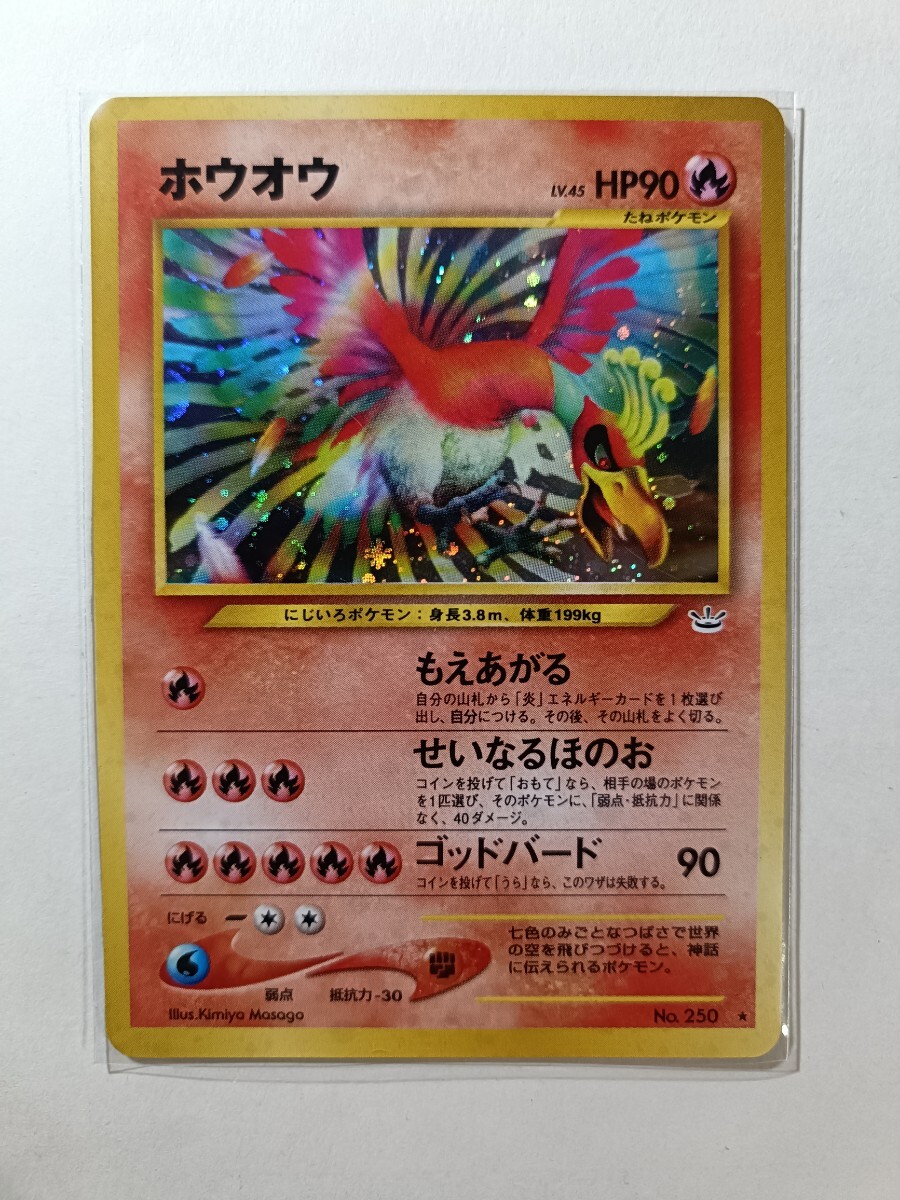 ホウオウ
LV.45 HP90
たねポケモン
にじいろポケモン：身長3.8m、体重199kg
もえあがる
自分の山札から「炎」エネルギーカードを1枚選び
出し、自分につける。その後、その山札をよく切る。
せいなるほのお
コインを投げて「おもて」なら、相手の場のポケモン
を1匹選び、そのポケモンに、「弱点・抵抗力」に関係
なく、40ダメージ。
ゴッドバード 90
コインを投げて「うら」なら、このワザは失敗する。
にげる
七色のみごとなつばさで世界
の空を飛びつづけると、神話
に伝えられるポケモン。
弱点 抵抗力-30
Illus.Kimiya Masago
No. 250 ★